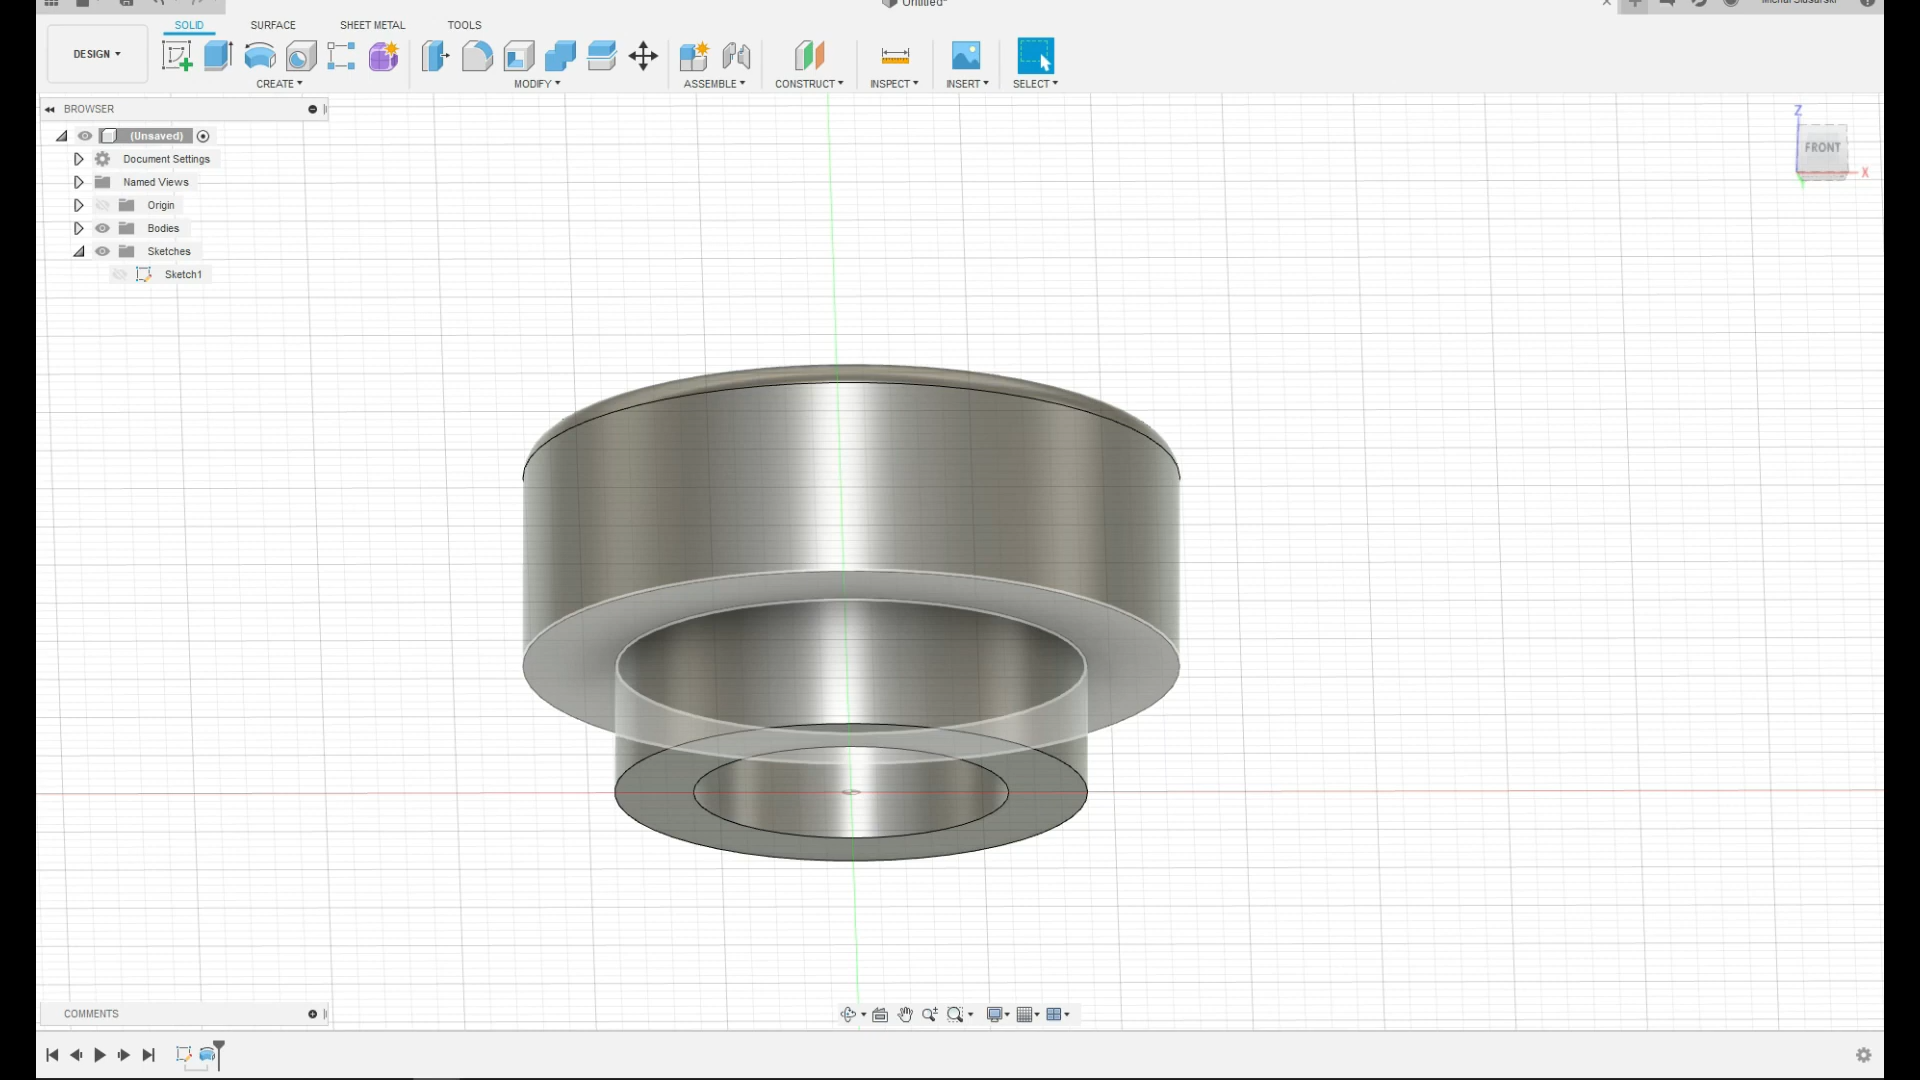 Untitled*
SOLID
SURFACE
SHEET METAL
TOOLS
DESIGN
CREATE
MODIFY
ASSEMBLE
CONSTRUCT
INSPECT
INSERT
SELECT
BROWSER
(Unsaved)
Document Settings
Named Views
Origin
Bodies
Sketches
Sketch1
Z
FRONT
X
COMMENTS